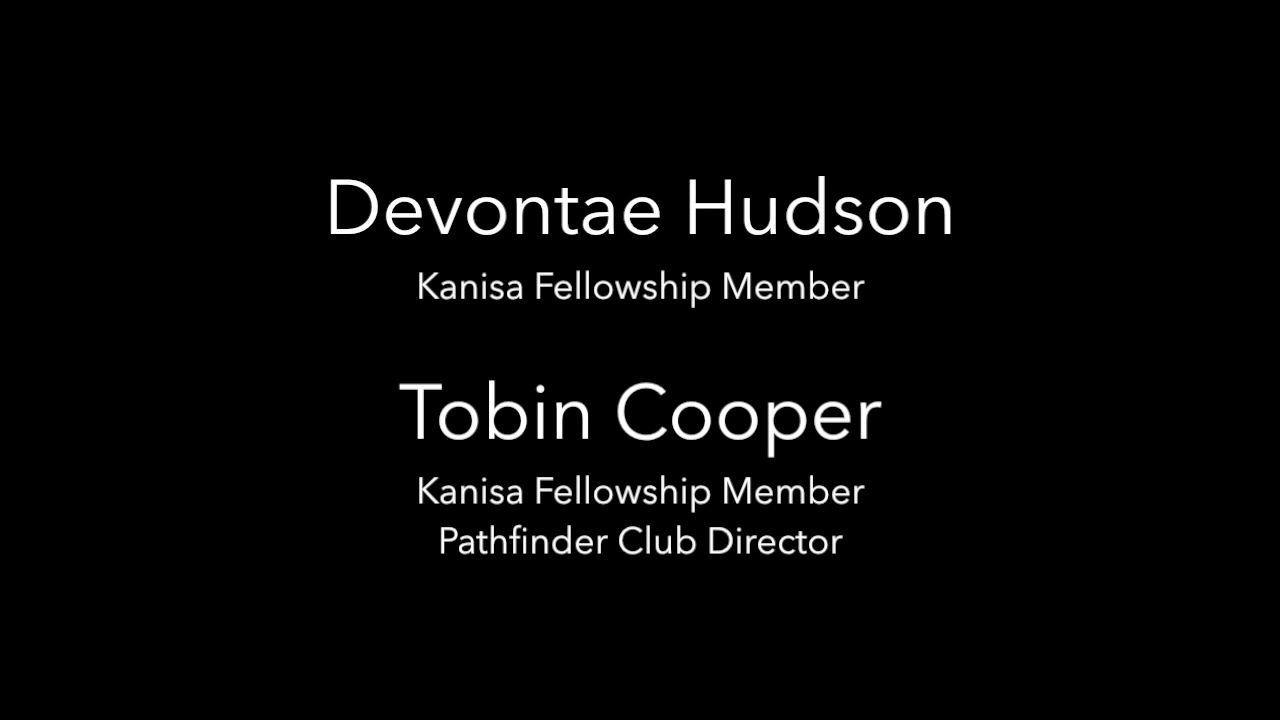 Devontae Hudson
Kanisa Fellowship Member
Tobin Cooper
Kanisa Fellowship Member
Pathfinder Club Director